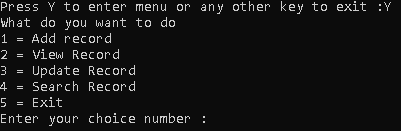 Press Y to enter menu or any other key to exit :Y
What do you want to do
1 = Add record
2 = View Record
3 = Update Record
4 = Search Record
5 = Exit
Enter your choice number :